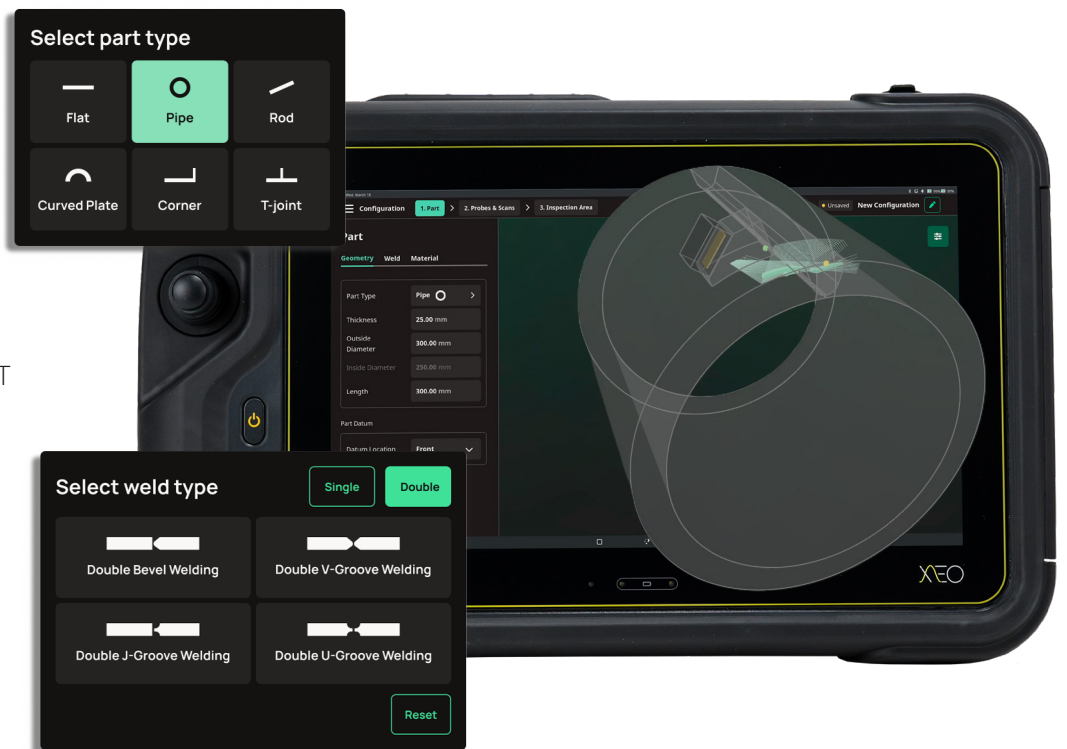 Select part type
Flat
Pipe
Rod
Curved Plate
Corner
T-joint
Configuration
1. Part
>
2. Probes & Scans
>
3. Inspection Area
Unsaved
New Configuration
Part
Geometry
Weld
Material
Part Type
Pipe
Thickness
25.00 mm
Outside
Diameter
300.00 mm
Inside Diameter
250.00 mm
Length
300.00 mm
Part Datum
Datum Location
Front
T
Select weld type
Single
Double
Double Bevel Welding
Double V-Groove Welding
Double J-Groove Welding
Double U-Groove Welding
Reset